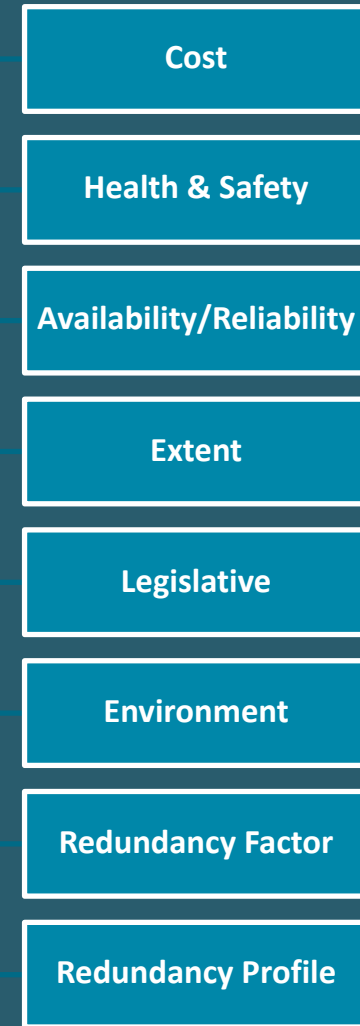 Cost
Health & Safety
Availability/Reliability
Extent
Legislative
Environment
Redundancy Factor
Redundancy Profile